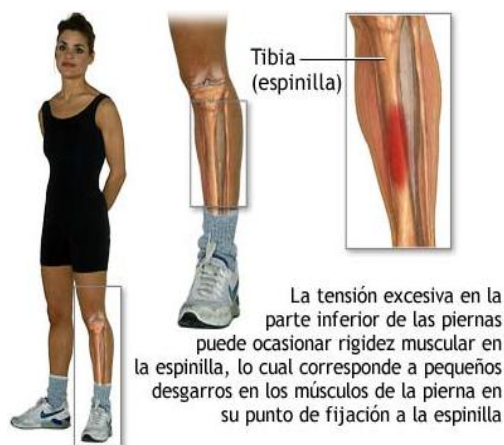 Tibia
(espinilla)
La tensión excesiva en la
parte inferior de las piernas
puede ocasionar rigidez muscular en
la espinilla, lo cual corresponde a pequeños
desgarros en los músculos de la pierna en
su punto de fijación a la espinilla